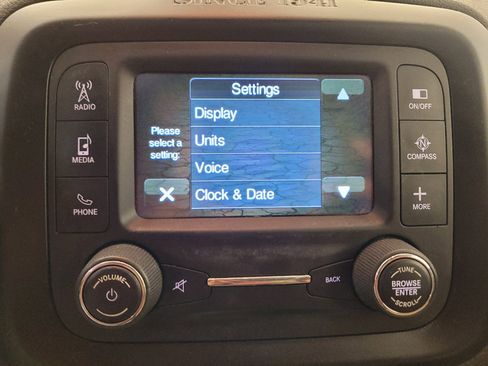 Settings
Display
Units
Voice
Clock & Date
Please
select a
setting:
RADIO
MEDIA
PHONE
ON/OFF
COMPASS
MORE
VOLUME
BACK
TUNE
BROWSE
ENTER
SCROLL